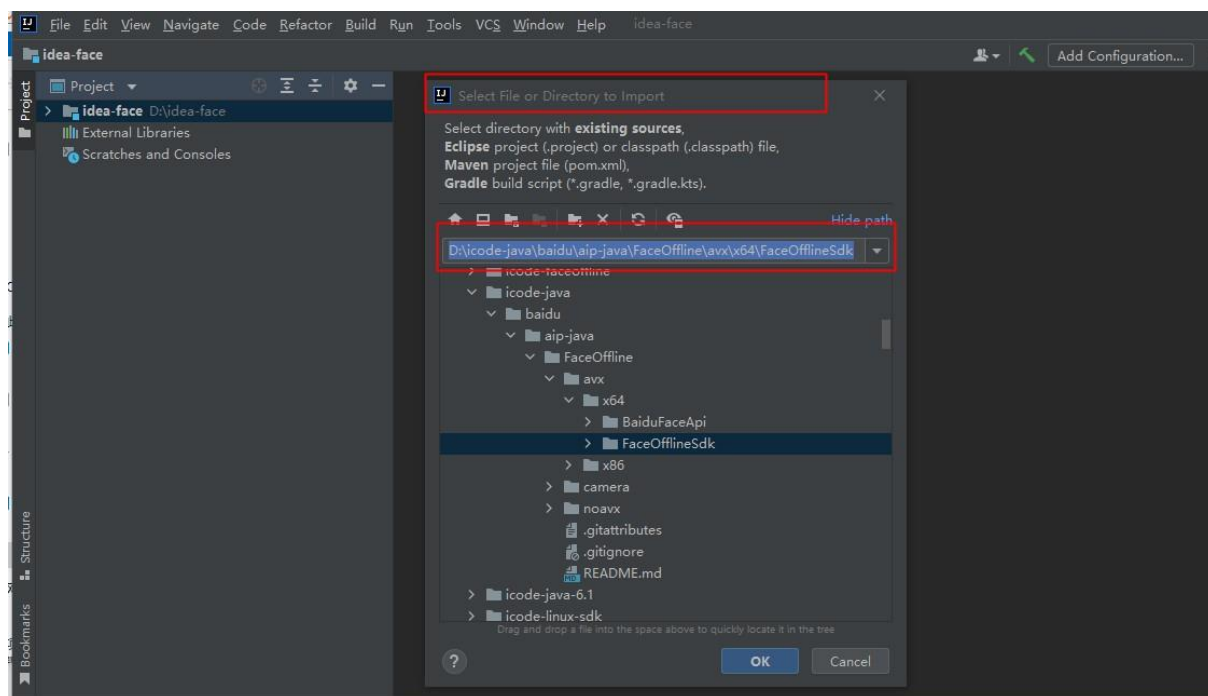 File Edit View Navigate Code Refactor Build Run Tools VCS Window Help idea-face
idea-face
Add Configuration...
Project
Project
idea-face D:\idea-face
External Libraries
Scratches and Consoles
Structure
Bookmarks
Select File or Directory to Import
Select directory with existing sources,
Eclipse project (.project) or classpath (.classpath) file,
Maven project file (pom.xml),
Gradle build script (*.gradle, *.gradle.kts).
Hide path
D:\icode-java\baidu\aip-java\FaceOffline\avx\x64\FaceOfflineSdk
icode-faceoffline
icode-java
baidu
aip-java
FaceOffline
avx
x64
BaiduFaceApi
FaceOfflineSdk
x86
camera
noavx
.gitattributes
.gitignore
README.md
icode-java-6.1
icode-linux-sdk
Drag and drop a file into the space above to quickly locate it in the tree
?
OK
Cancel